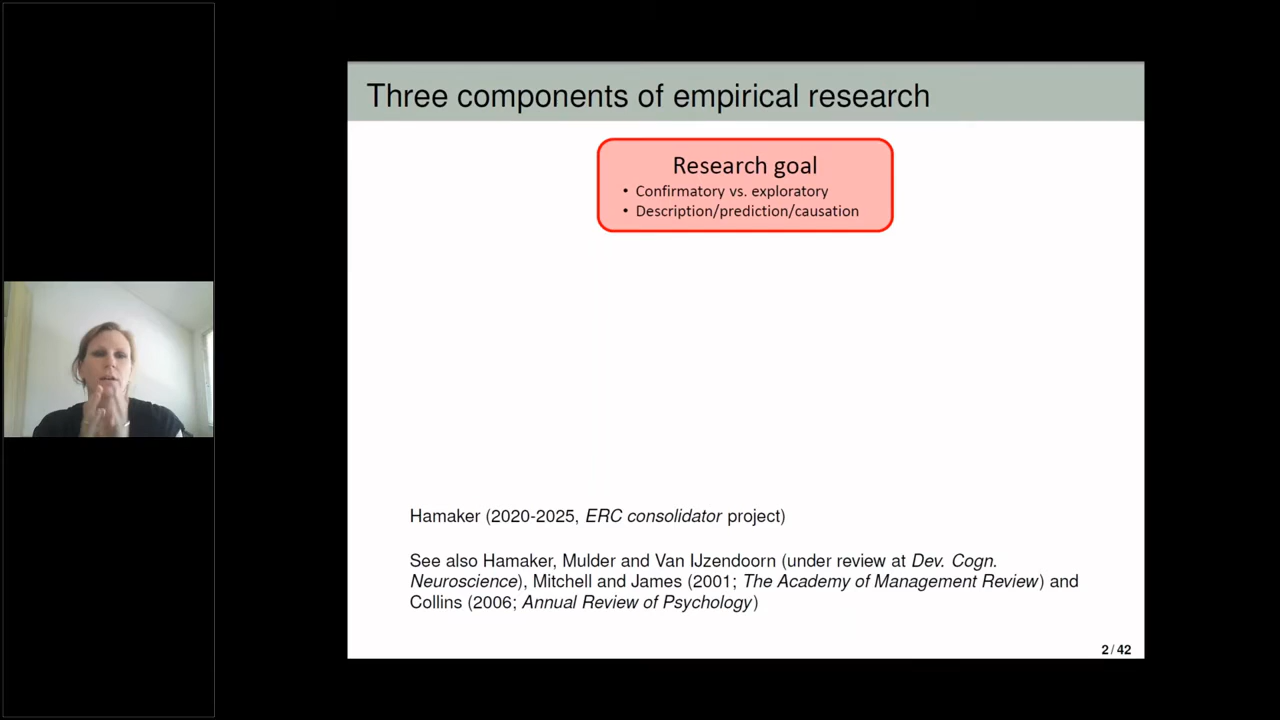 Three components of empirical research
Research goal
• Confirmatory vs. exploratory
• Description/prediction/causation
Hamaker (2020-2025, ERC consolidator project)
See also Hamaker, Mulder and Van IJzendoorn (under review at Dev. Cogn.
Neuroscience), Mitchell and James (2001; The Academy of Management Review) and
Collins (2006; Annual Review of Psychology)
2 / 42